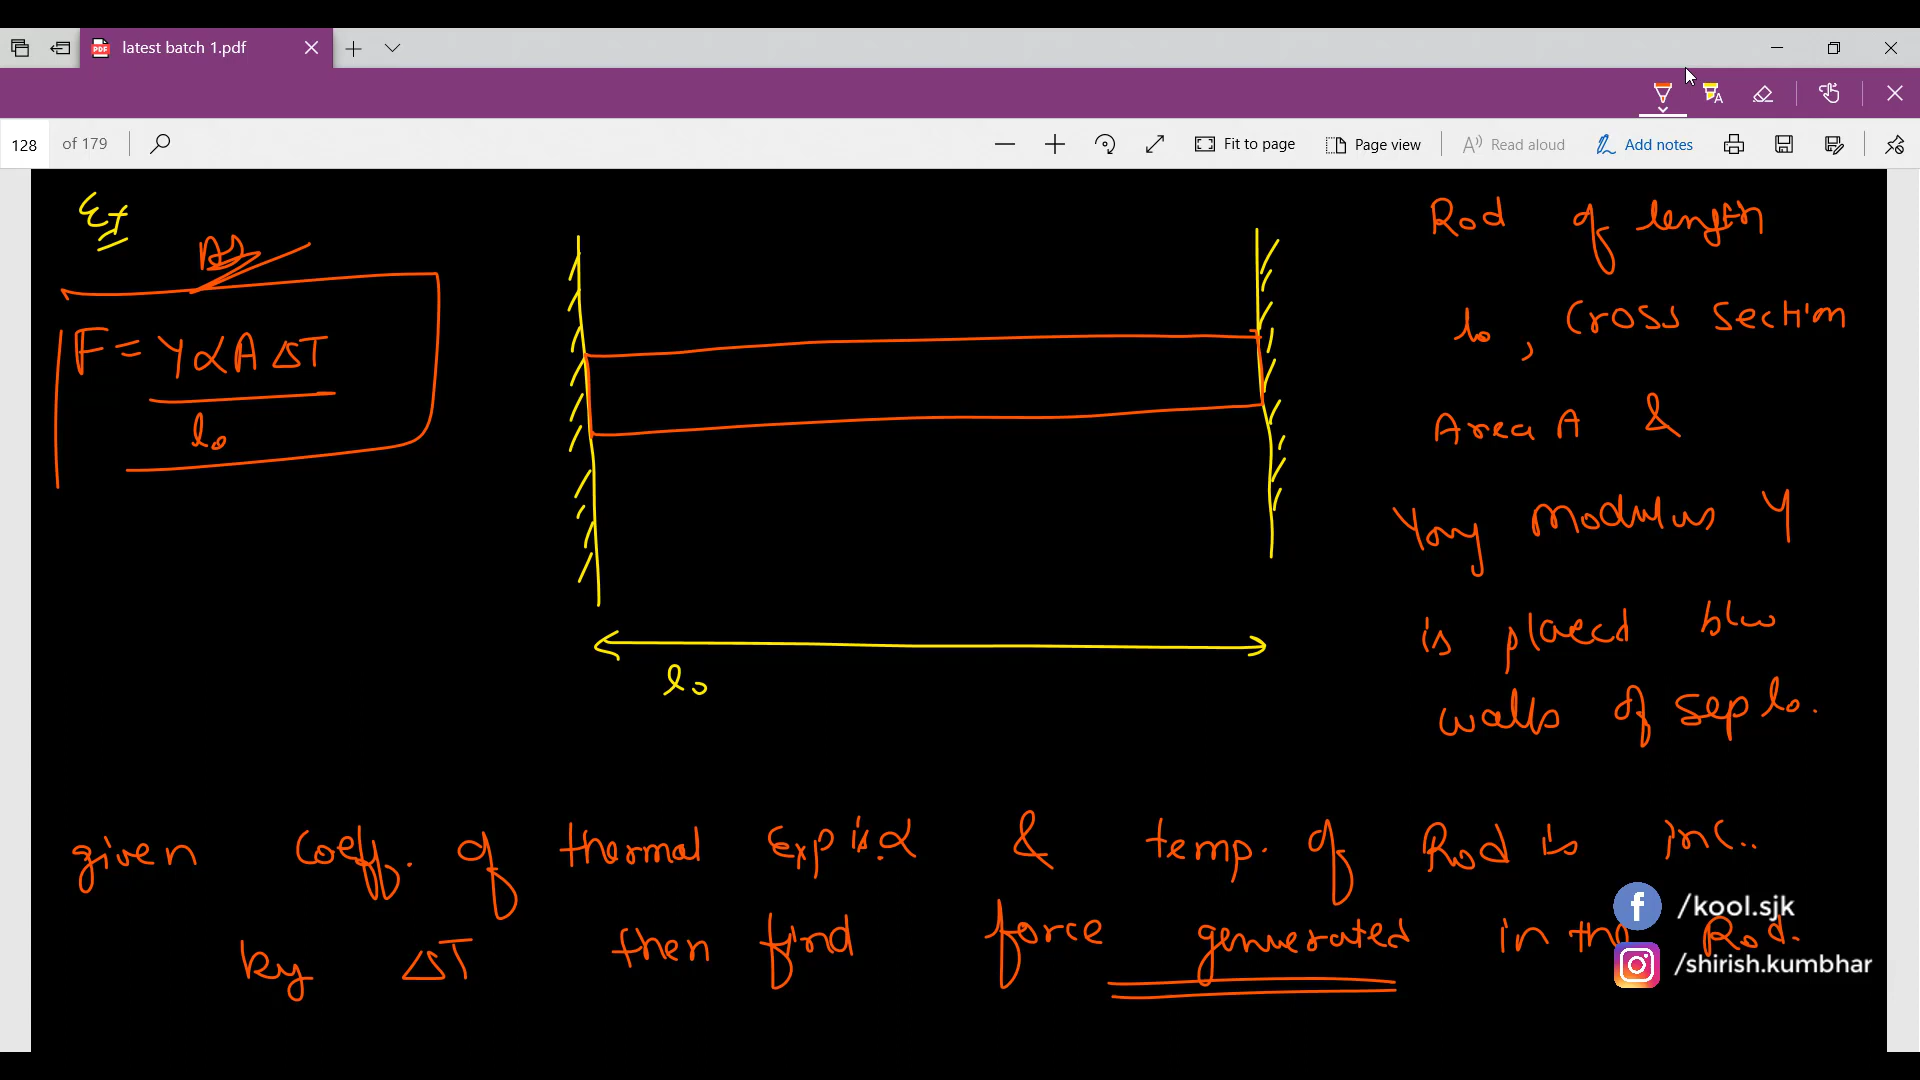 latest batch 1.pdf
128 of 179
Fit to page
Page view
Read aloud
Add notes
Ex
F = YαA ΔT
l₀
l₀
Rod of length
l₀, Cross section
Area A &
Yong Modulus Y
is placed b/w
walls of sep l₀.
given Coeff. of thermal Exp is α & temp. of Rod is inc..
by ΔT then find force generated in the Rod.
/kool.sjk
/shirish.kumbhar